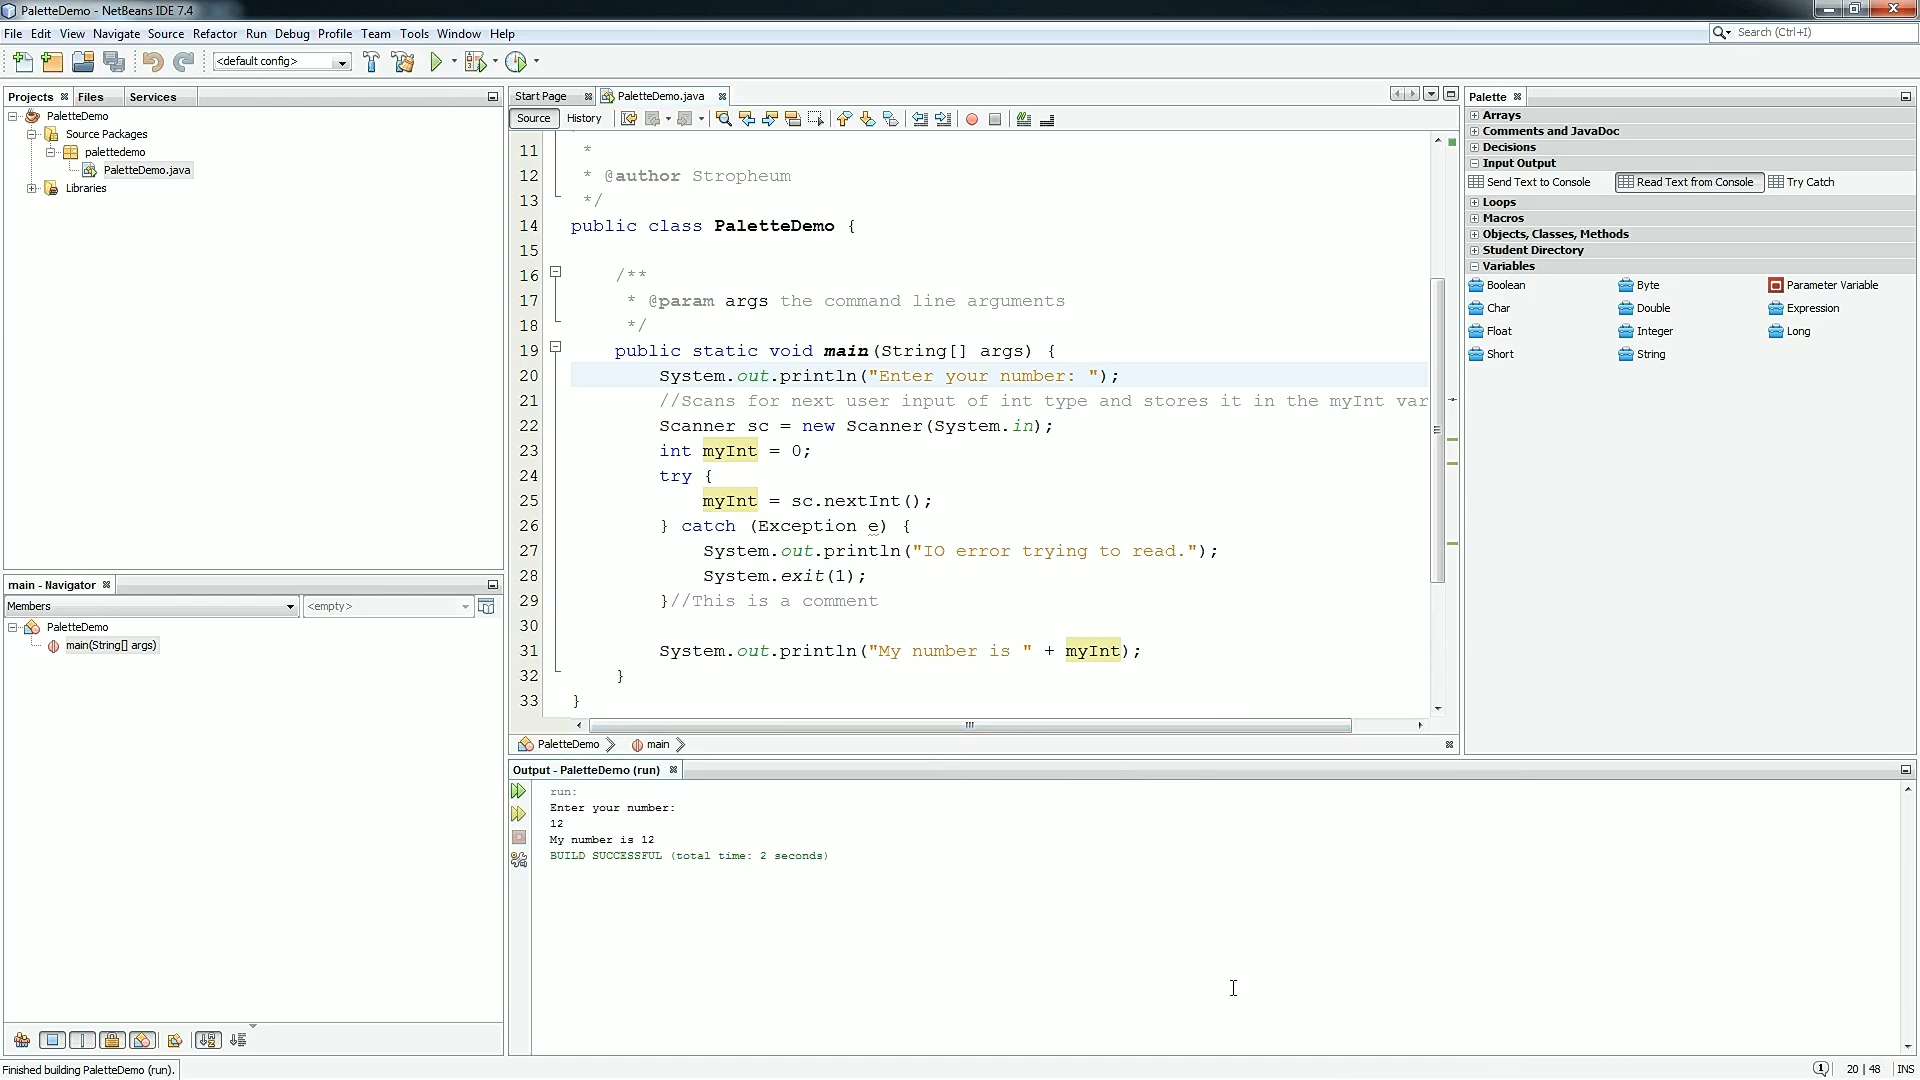 PaletteDemo - NetBeans IDE 7.4
File Edit View Navigate Source Refactor Run Debug Profile Team Tools Window Help
Search (Ctrl+I)
<default config>
Projects Files Services
PaletteDemo
Source Packages
palettedemo
PaletteDemo.java
Libraries
main - Navigator
Members <empty>
PaletteDemo
main(String[] args)
Start Page PaletteDemo.java
Source History
11 *
12 * @author Stropheum
13 */
14 public class PaletteDemo {
15
16 /**
17 * @param args the command line arguments
18 */
19 public static void main(String[] args) {
20 System.out.println("Enter your number: ");
21 //Scans for next user input of int type and stores it in the myInt var
22 Scanner sc = new Scanner(System.in);
23 int myInt = 0;
24 try {
25 myInt = sc.nextInt();
26 } catch (Exception e) {
27 System.out.println("IO error trying to read.");
28 System.exit(1);
29 }//This is a comment
30
31 System.out.println("My number is " + myInt);
32 }
33 }
PaletteDemo main
Palette
Arrays
Comments and JavaDoc
Decisions
Input Output
Send Text to Console Read Text from Console Try Catch
Loops
Macros
Objects, Classes, Methods
Student Directory
Variables
Boolean Byte Parameter Variable
Char Double Expression
Float Integer Long
Short String
Output - PaletteDemo (run)
run:
Enter your number:
12
My number is 12
BUILD SUCCESSFUL (total time: 2 seconds)
Finished building PaletteDemo (run).
1 20 | 48 INS